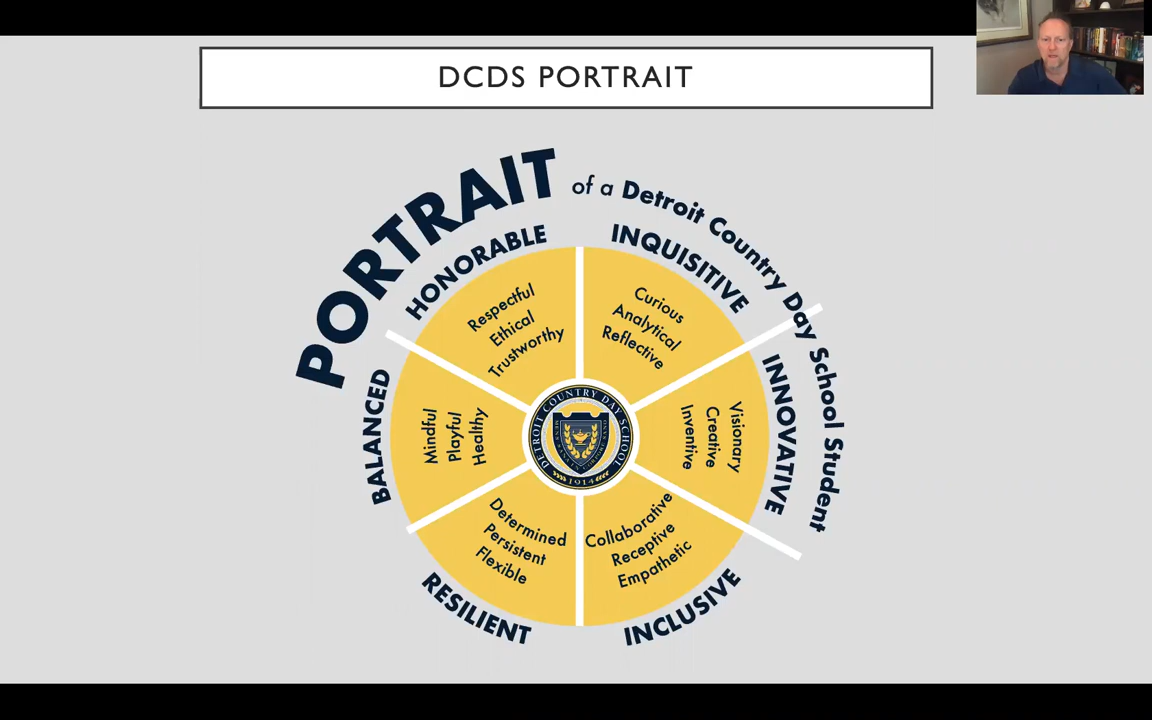 DCDS PORTRAIT
PORTRAIT of a Detroit Country Day School Student
HONORABLE
Respectful
Ethical
Trustworthy
INQUISITIVE
Curious
Analytical
Reflective
INNOVATIVE
Visionary
Creative
Inventive
INCLUSIVE
Collaborative
Receptive
Empathetic
RESILIENT
Determined
Persistent
Flexible
BALANCED
Mindful
Playful
Healthy
DETROIT COUNTRY DAY SCHOOL
1914